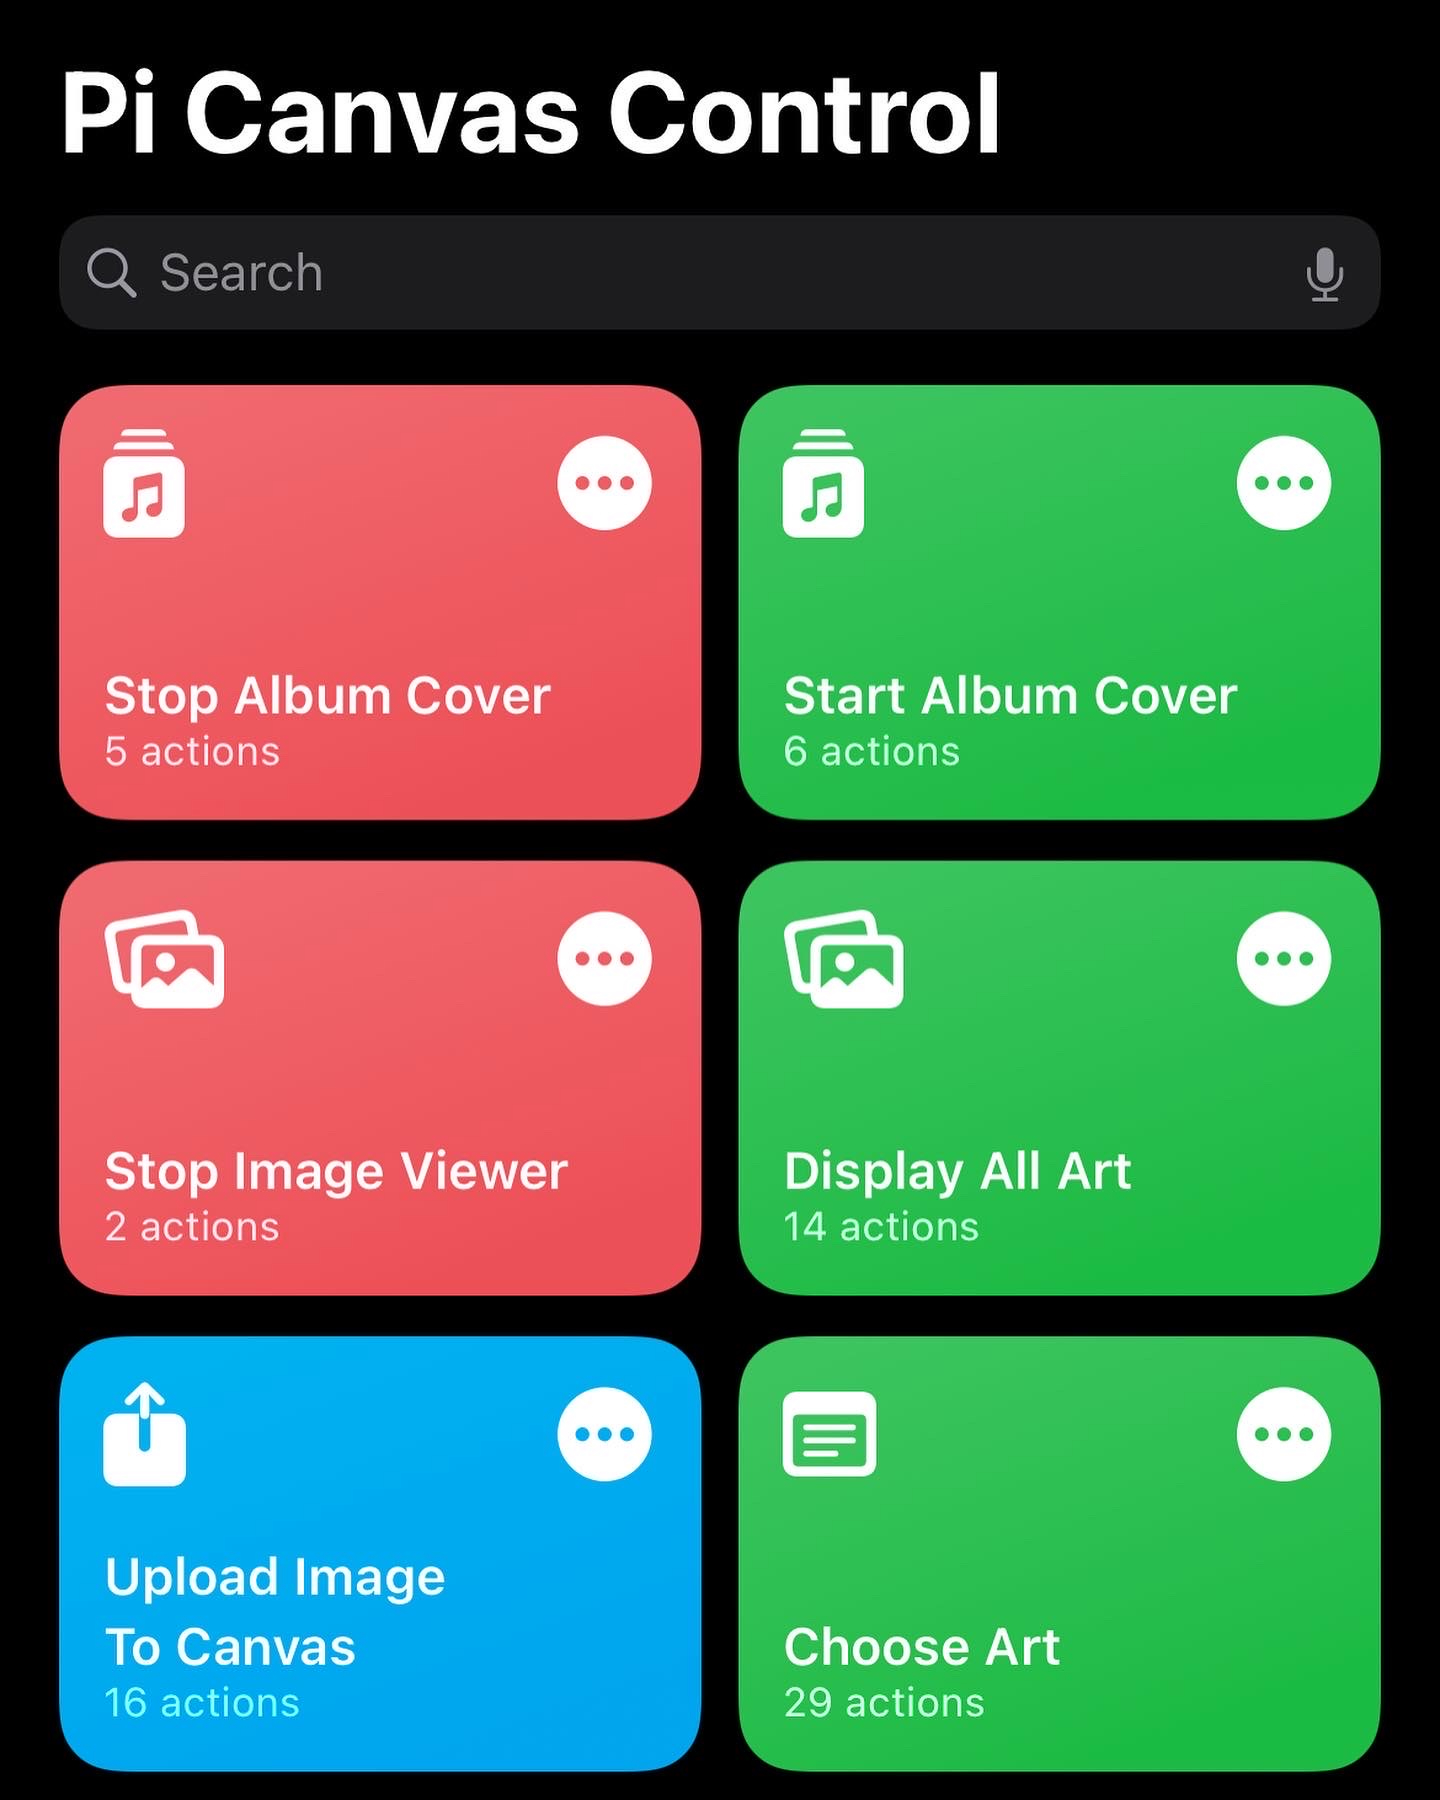 Pi Canvas Control
Search
Stop Album Cover
5 actions
Start Album Cover
6 actions
Stop Image Viewer
2 actions
Display All Art
14 actions
Upload Image
To Canvas
16 actions
Choose Art
29 actions